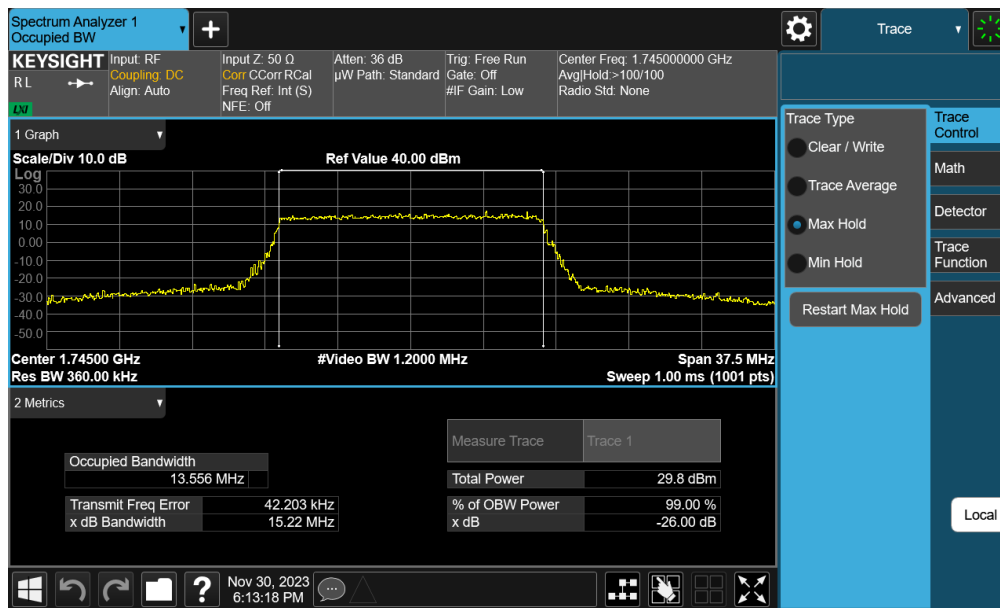 Spectrum Analyzer 1
Occupied BW
Trace
KEYSIGHT
R L
LXI
Input: RF
Coupling: DC
Align: Auto
Input Z: 50 Ω
Corr CCorr RCal
Freq Ref: Int (S)
NFE: Off
Atten: 36 dB
µW Path: Standard
Trig: Free Run
Gate: Off
#IF Gain: Low
Center Freq: 1.745000000 GHz
Avg|Hold:>100/100
Radio Std: None
1 Graph
Scale/Div 10.0 dB
Ref Value 40.00 dBm
Log
30.0
20.0
10.0
0.00
-10.0
-20.0
-30.0
-40.0
-50.0
Center 1.74500 GHz
#Video BW 1.2000 MHz
Span 37.5 MHz
Res BW 360.00 kHz
Sweep 1.00 ms (1001 pts)
2 Metrics
Measure Trace
Trace 1
Occupied Bandwidth
13.556 MHz
Total Power
29.8 dBm
Transmit Freq Error
42.203 kHz
% of OBW Power
99.00 %
x dB Bandwidth
15.22 MHz
x dB
-26.00 dB
Trace Type
Clear / Write
Trace Average
Max Hold
Min Hold
Restart Max Hold
Trace
Control
Math
Detector
Trace
Function
Advanced
Local
?
Nov 30, 2023
6:13:18 PM